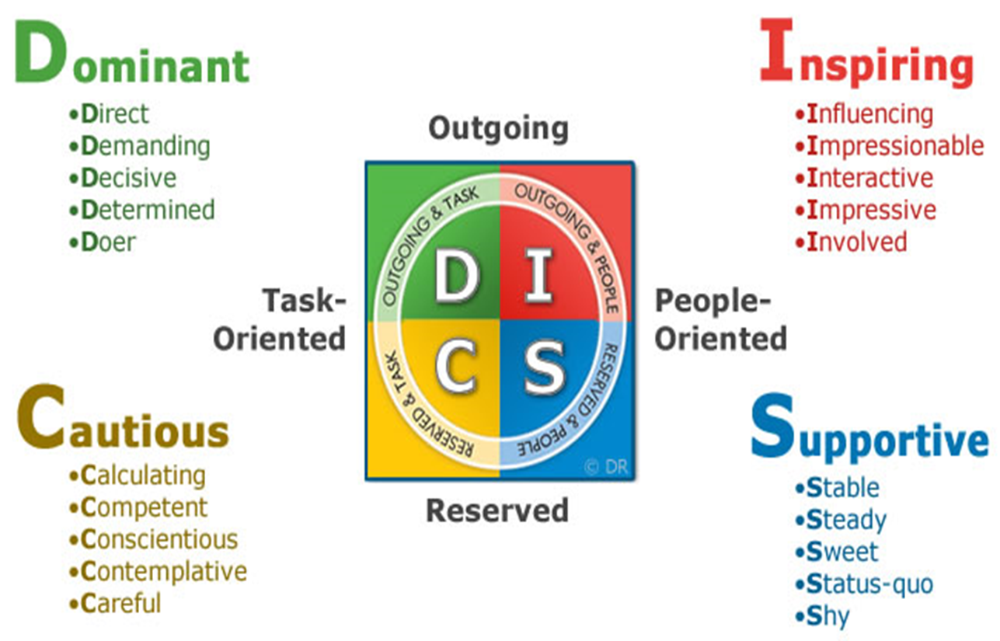 Dominant
•Direct
•Demanding
•Decisive
•Determined
•Doer
Inspiring
•Influencing
•Impressionable
•Interactive
•Impressive
•Involved
Outgoing
Task-
Oriented
OUTGOING & TASK
OUTGOING & PEOPLE
D I
C S
RESERVED & TASK
RESERVED & PEOPLE
© DR
People-
Oriented
Reserved
Cautious
•Calculating
•Competent
•Conscientious
•Contemplative
•Careful
Supportive
•Stable
•Steady
•Sweet
•Status-quo
•Shy